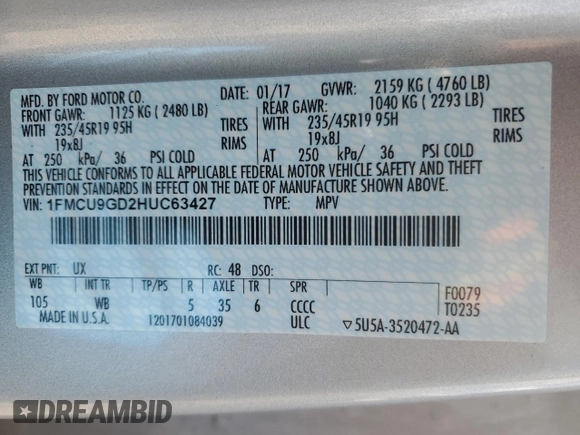 MFD. BY FORD MOTOR CO. DATE: 01/17 GVWR: 2159 KG ( 4760 LB)
FRONT GAWR: 1125 KG ( 2480 LB) REAR GAWR: 1040 KG ( 2293 LB)
WITH 235/45R19 95H TIRES WITH 235/45R19 95H TIRES
19x8J RIMS 19x8J RIMS
AT 250 kPa/ 36 PSI COLD AT 250 kPa/ 36 PSI COLD
THIS VEHICLE CONFORMS TO ALL APPLICABLE FEDERAL MOTOR VEHICLE SAFETY AND THEFT
PREVENTION STANDARDS IN EFFECT ON THE DATE OF MANUFACTURE SHOWN ABOVE.
VIN: 1FMCU9GD2HUC63427 TYPE: MPV
EXT PNT: UX RC: 48 DSO:
WB INT TR TP/PS R AXLE TR SPR F0079
105 WB 5 35 6 CCCC T0235
MADE IN U.S.A. 1201701084039 ULC ▽5U5A-3520472-AA
DREAMBID